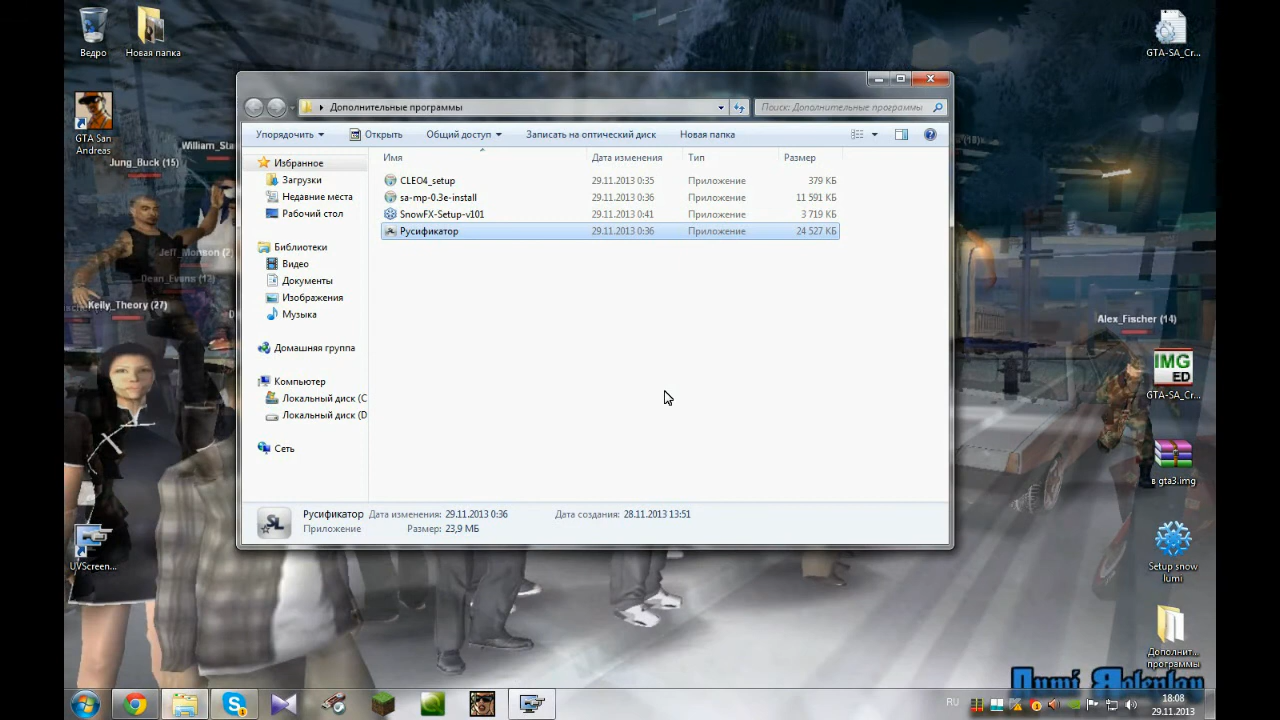 Ведро
Новая папка
GTA-SA_Cr...
GTA-San
Andreas
William_Sta
Jung_Buck (15)
Kelly_Theory (27)
Jeff_Monson (2
Dean_Evans (12)
Alex_Fischer (14)
Дополнительные программы
Поиск: Дополнительные программы
Упорядочить
Открыть
Общий доступ
Записать на оптический диск
Новая папка
Имя
Дата изменения
Тип
Размер
CLEO4_setup 29.11.2013 0:35 Приложение 379 КБ
sa-mp-0.3e-install 29.11.2013 0:36 Приложение 11 591 КБ
SnowFX-Setup-v101 29.11.2013 0:41 Приложение 3 719 КБ
Русификатор 29.11.2013 0:36 Приложение 24 527 КБ
Избранное
Загрузки
Недавние места
Рабочий стол
Библиотеки
Видео
Документы
Изображения
Музыка
Домашняя группа
Компьютер
Локальный диск (C
Локальный диск (D
Сеть
SL
Русификатор Дата изменения: 29.11.2013 0:36 Дата создания: 28.11.2013 13:51
Приложение Размер: 23,9 МБ
IMG
ED
GTA-SA_Cr...
в gta3.img
UVScreen...
Setup snow
lumi
Дополнит...
программы
RU
18:08
29.11.2013